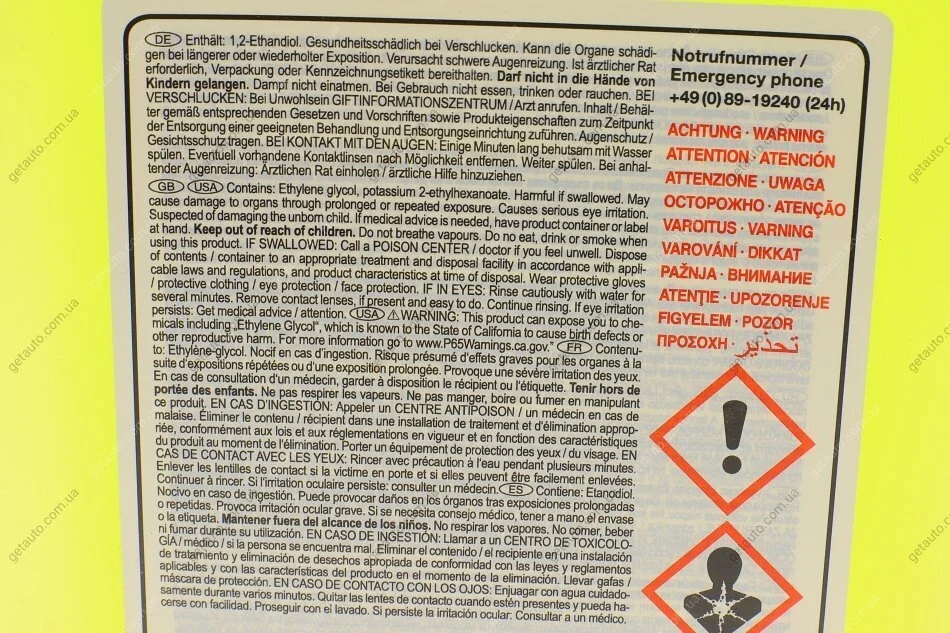 DE Enthält: 1,2-Ethandiol. Gesundheitsschädlich bei Verschlucken. Kann die Organe schädi-
gen bei längerer oder wiederholter Exposition. Verursacht schwere Augenreizung. Ist ärztlicher Rat
erforderlich, Verpackung oder Kennzeichnungsetikett bereithalten. Darf nicht in die Hände von
Kindern gelangen. Dampf nicht einatmen. Bei Gebrauch nicht essen, trinken oder rauchen. BEI
VERSCHLUCKEN: Bei Unwohlsein GIFTINFORMATIONSZENTRUM / Arzt anrufen. Inhalt / Behäl-
ter gemäß entsprechenden Gesetzen und Vorschriften sowie Produkteigenschaften zum Zeitpunkt
der Entsorgung einer geeigneten Behandlung und Entsorgungseinrichtung zuführen. Augenschutz /
Gesichtsschutz tragen. BEI KONTAKT MIT DEN AUGEN: Einige Minuten lang behutsam mit Wasser
spülen. Eventuell vorhandene Kontaktlinsen nach Möglichkeit entfernen. Weiter spülen. Bei anhal-
tender Augenreizung: Ärztlichen Rat einholen / ärztliche Hilfe hinzuziehen.
GB USA Contains: Ethylene glycol, potassium 2-ethylhexanoate. Harmful if swallowed. May
cause damage to organs through prolonged or repeated exposure. Causes serious eye irritation.
Suspected of damaging the unborn child. If medical advice is needed, have product container or label
at hand. Keep out of reach of children. Do not breathe vapours. Do no eat, drink or smoke when
using this product. IF SWALLOWED: Call a POISON CENTER / doctor if you feel unwell. Dispose
of contents / container to an appropriate treatment and disposal facility in accordance with appli-
cable laws and regulations, and product characteristics at time of disposal. Wear protective gloves
/ protective clothing / eye protection / face protection. IF IN EYES: Rinse cautiously with water for
several minutes. Remove contact lenses, if present and easy to do. Continue rinsing. If eye irritation
persists: Get medical advice / attention. USA ⚠WARNING: This product can expose you to che-
micals including „Ethylene Glycol“, which is known to the State of California to cause birth defects or
other reproductive harm. For more information go to www.P65Warnings.ca.gov.” FR Contenu-
to: Ethylène-glycol. Nocif en cas d'ingestion. Risque présumé d'effets graves pour les organes à la
suite d'expositions répétées ou d'une exposition prolongée. Provoque une sévère irritation des yeux.
En cas de consultation d'un médecin, garder à disposition le récipient ou l'étiquette. Tenir hors de
portée des enfants. Ne pas respirer les vapeurs. Ne pas manger, boire ou fumer en manipulant
ce produit. EN CAS D'INGESTION: Appeler un CENTRE ANTIPOISON / un médecin en cas de
malaise. Éliminer le contenu / récipient dans une installation de traitement et d'élimination approp-
riée, conformément aux lois et aux réglementations en vigueur et en fonction des caractéristiques
du produit au moment de l'élimination. Porter un équipement de protection des yeux / du visage. EN
CAS DE CONTACT AVEC LES YEUX: Rincer avec précaution à l'eau pendant plusieurs minutes.
Enlever les lentilles de contact si la victime en porte et si elles peuvent être facilement enlevées.
Continuer à rincer. Si l'irritation oculaire persiste: consulter un médecin. ES Contiene: Etanodiol.
Nocivo en caso de ingestión. Puede provocar daños en los órganos tras exposiciones prolongadas
o repetidas. Provoca irritación ocular grave. Si se necesita consejo médico, tener a mano el envase
o la etiqueta. Mantener fuera del alcance de los niños. No respirar los vapores. No comer, beber
ni fumar durante su utilización. EN CASO DE INGESTIÓN: Llamar a un CENTRO DE TOXICOLO-
GÍA / médico / si la persona se encuentra mal. Eliminar el contenido / el recipiente en una instalación
de tratamiento y eliminación de desechos apropiada de conformidad con las leyes y reglamentos
aplicables y con las características del producto en el momento de la eliminación. Llevar gafas /
máscara de protección. EN CASO DE CONTACTO CON LOS OJOS: Enjuagar con agua cuidado-
samente durante varios minutos. Quitar las lentes de contacto cuando estén presentes y pueda ha-
cerse con facilidad. Proseguir con el lavado. Si persiste la irritación ocular: Consultar a un médico.
Notrufnummer /
Emergency phone
+49 (0) 89-19240 (24h)
ACHTUNG · WARNING
ATTENTION · ATENCIÓN
ATTENZIONE · UWAGA
ОСТОРОЖНО · ATENÇÃO
VAROITUS · VARNING
VAROVÁNÍ · DIKKAT
PAŽNJA · ВНИМАНИЕ
ATENŢIE · UPOZORENJE
FIGYELEM · POZOR
ΠΡΟΣΟΧΗ · تحذير
getauto.com.ua